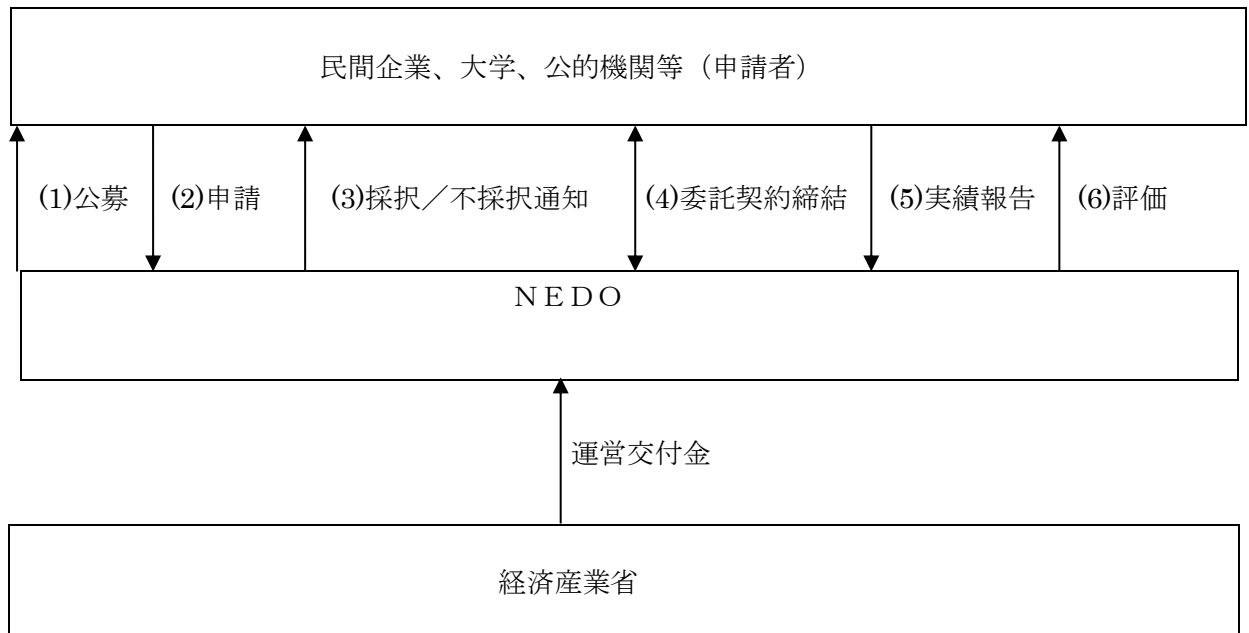 民間企業、大学、公的機関等（申請者）
(1)公募
(2)申請
(3)採択／不採択通知
(4)委託契約締結
(5)実績報告
(6)評価
ＮＥＤＯ
運営交付金
経済産業省